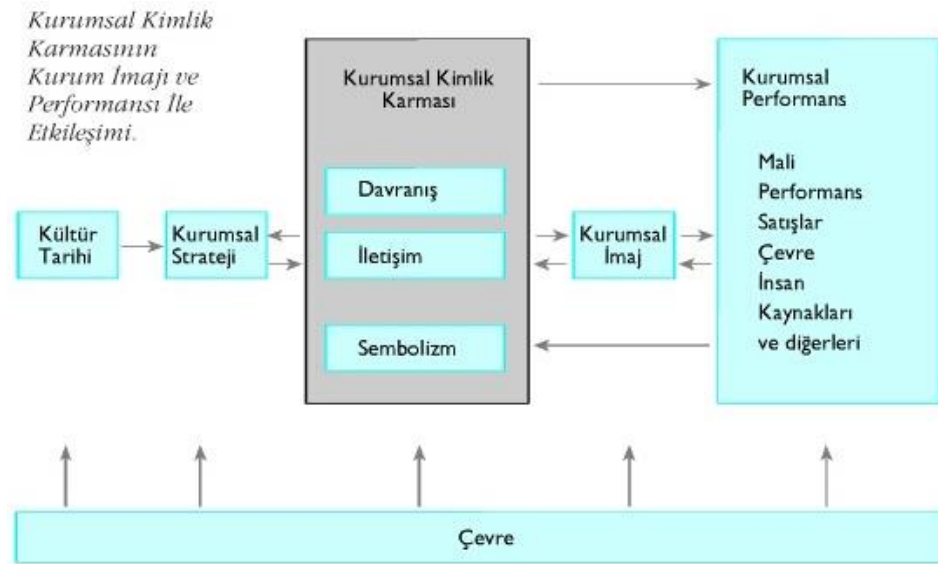 Kurumsal Kimlik
Karmasının
Kurum İmajı ve
Performansı İle
Etkileşimi.
Kültür
Tarihi
Kurumsal
Strateji
Kurumsal Kimlik
Karması
Davranış
İletişim
Sembolizm
Kurumsal
İmaj
Kurumsal
Performans
Mali
Performans
Satışlar
Çevre
İnsan
Kaynakları
ve diğerleri
Çevre